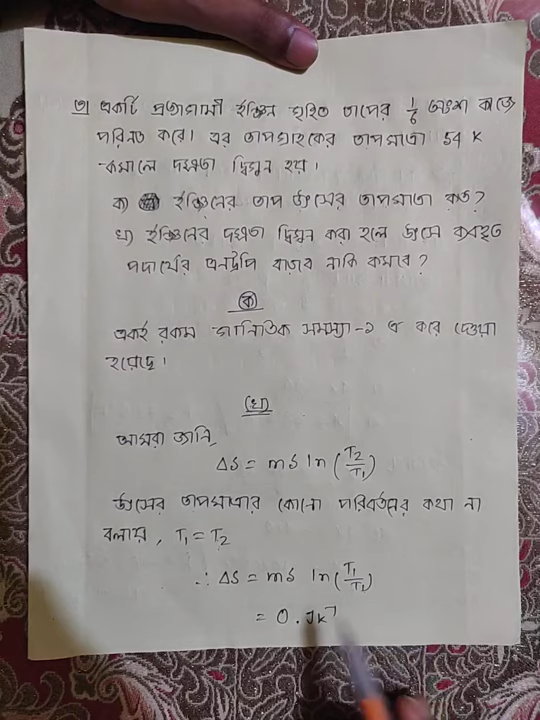 ৩। একটি প্রত্যাগামী ইঞ্জিন গৃহীত তাপের 1/6 অংশ কাজে
পরিনত করে। এর তাপগ্রাহকের তাপমাত্রা 54 K
কমালে দক্ষতা দ্বিগুন হয়।
ক) ইঞ্জিনের তাপ উৎসের তাপমাত্রা কত?
খ) ইঞ্জিনের দক্ষতা দ্বিগুন করা হলে উৎসে ব্যবহৃত
পদার্থের এনট্রপি বাড়বে নাকি কমবে?
(ক)
একই রকম গানিতিক সমস্যা-১ এ করে দেওয়া
হয়েছে।
(খ)
আমরা জানি,
ΔS = mS ln(T₂/T₁)
উৎসের তাপমাত্রার কোনো পরিবর্তনের কথা না
বলায়, T₁ = T₂
∴ ΔS = mS ln(T₁/T₁)
= 0. JK⁻¹